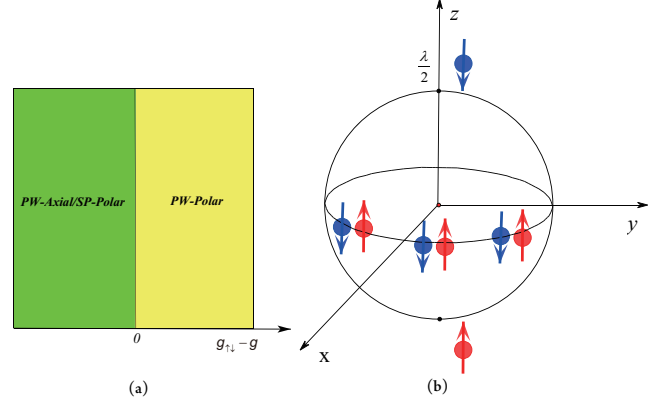 PW-Axial/SP-Polar
PW-Polar
0
g↑↓ − g
(a)
z
λ
2
y
x
(b)